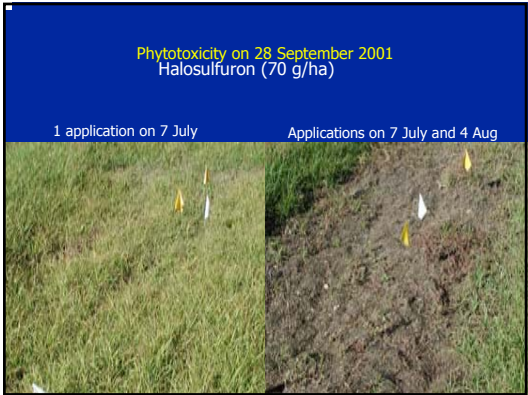 Phytotoxicity on 28 September 2001
Halosulfuron (70 g/ha)
1 application on 7 July
Applications on 7 July and 4 Aug